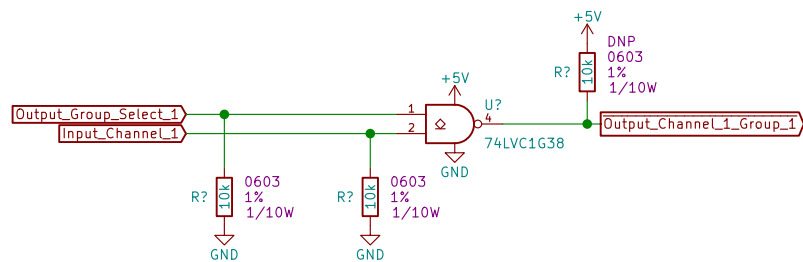 +5V
DNP
0603
R?
10k
1%
1/10W
+5V
U?
Output_Group_Select_1
1
4
Output_Channel_1_Group_1
Input_Channel_1
2
74LVC1G38
GND
0603
R?
10k
1%
1/10W
0603
R?
10k
1%
1/10W
GND
GND